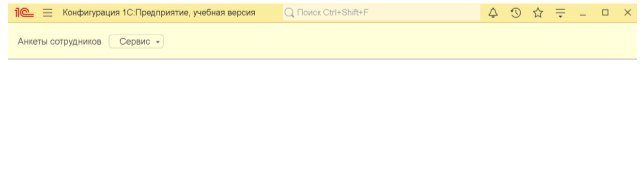 1С Конфигурация 1С:Предприятие, учебная версия Поиск Ctrl+Shift+F
Анкеты сотрудников Сервис